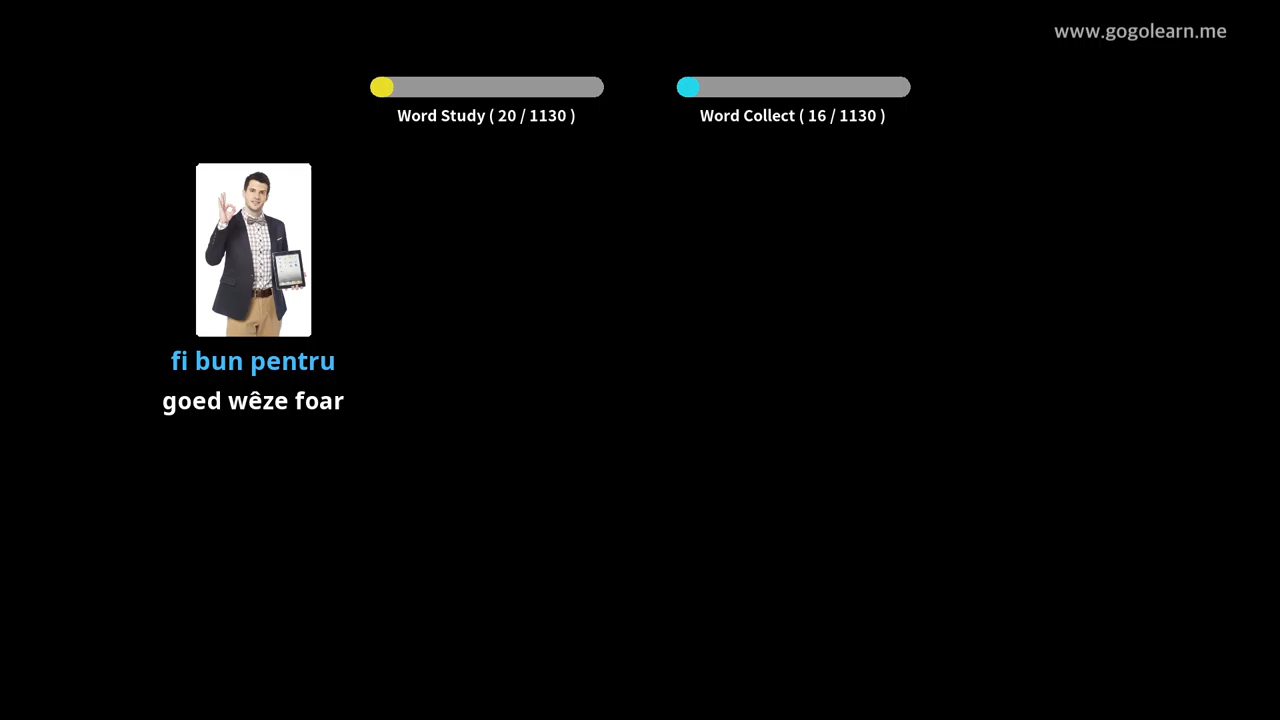 www.gogolearn.me
Word Study ( 20 / 1130 )
Word Collect ( 16 / 1130 )
fi bun pentru
goed wêze foar